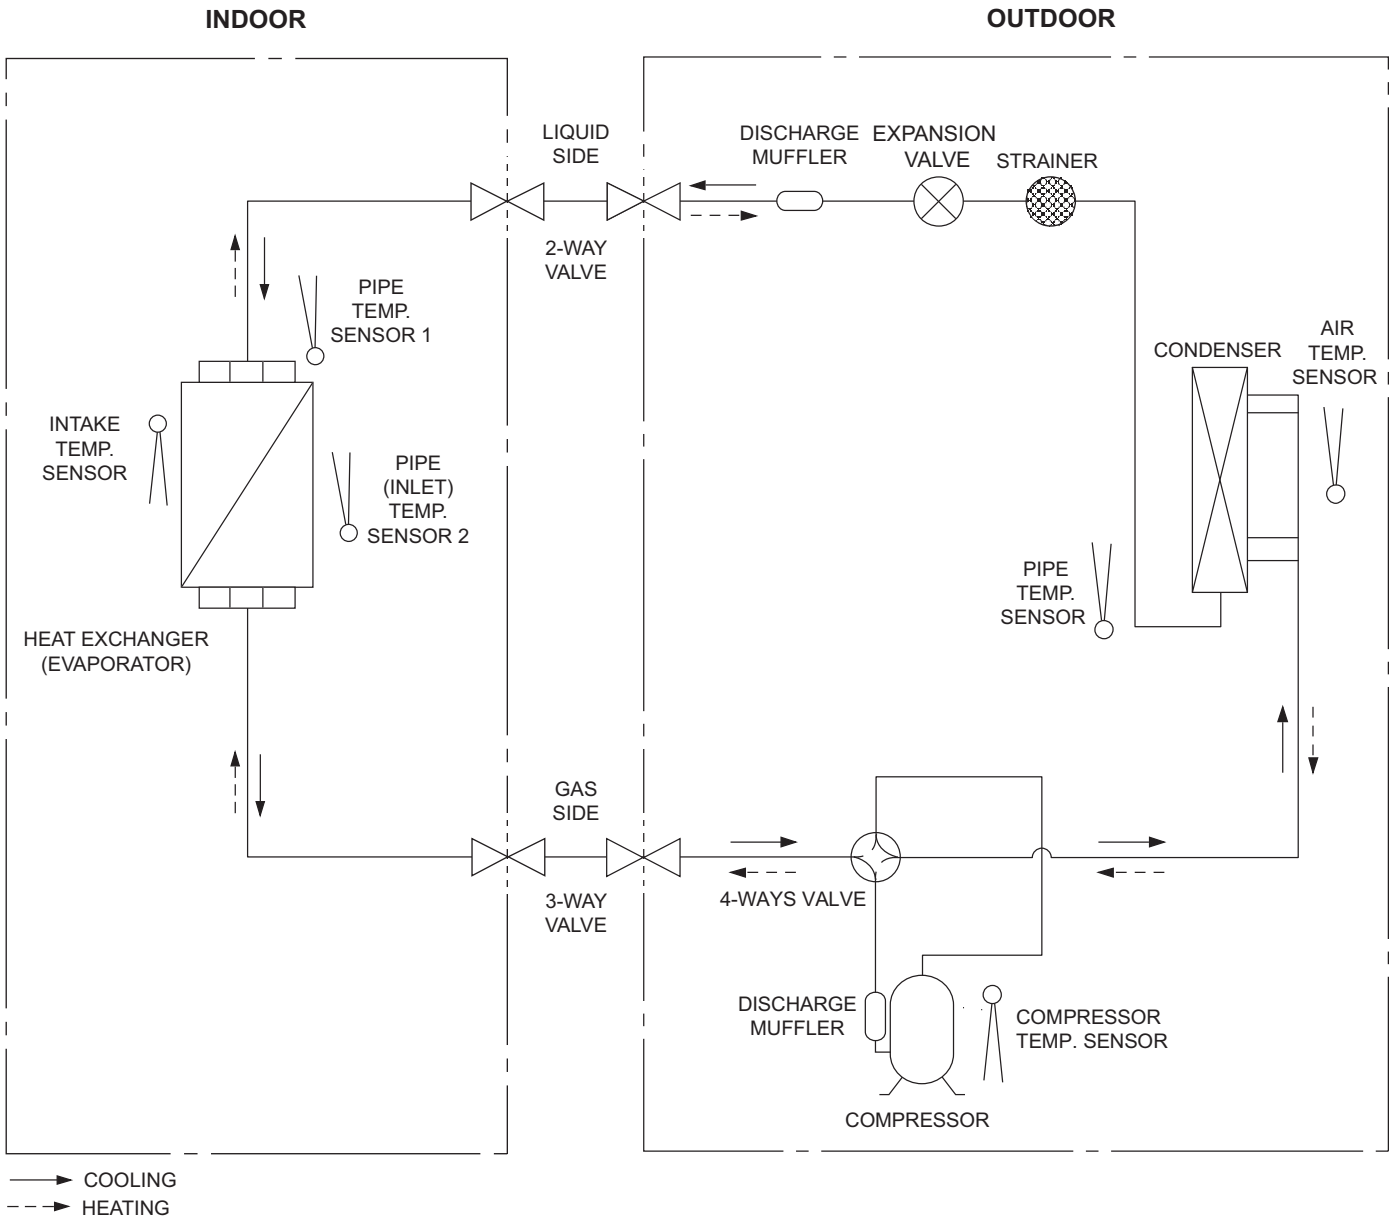 INDOOR
OUTDOOR
LIQUID
SIDE
DISCHARGE
MUFFLER
EXPANSION
VALVE
STRAINER
2-WAY
VALVE
PIPE
TEMP.
SENSOR 1
AIR
TEMP.
SENSOR
CONDENSER
INTAKE
TEMP.
SENSOR
PIPE
(INLET)
TEMP.
SENSOR 2
PIPE
TEMP.
SENSOR
HEAT EXCHANGER
(EVAPORATOR)
GAS
SIDE
3-WAY
VALVE
4-WAYS VALVE
DISCHARGE
MUFFLER
COMPRESSOR
TEMP. SENSOR
COMPRESSOR
COOLING
HEATING